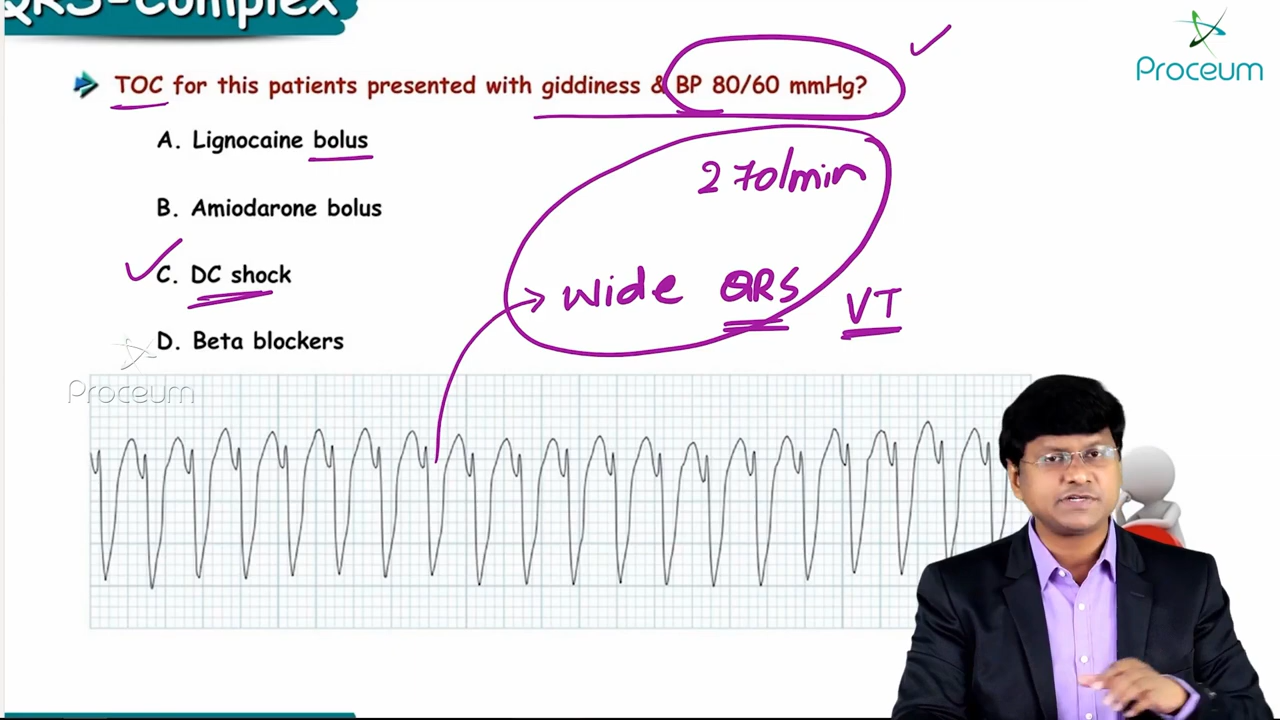 QRS-Complex
Proceum
TOC for this patients presented with giddiness & BP 80/60 mmHg?
A. Lignocaine bolus
270/min
B. Amiodarone bolus
C. DC shock
wide QRS
VT
D. Beta blockers
Proceum